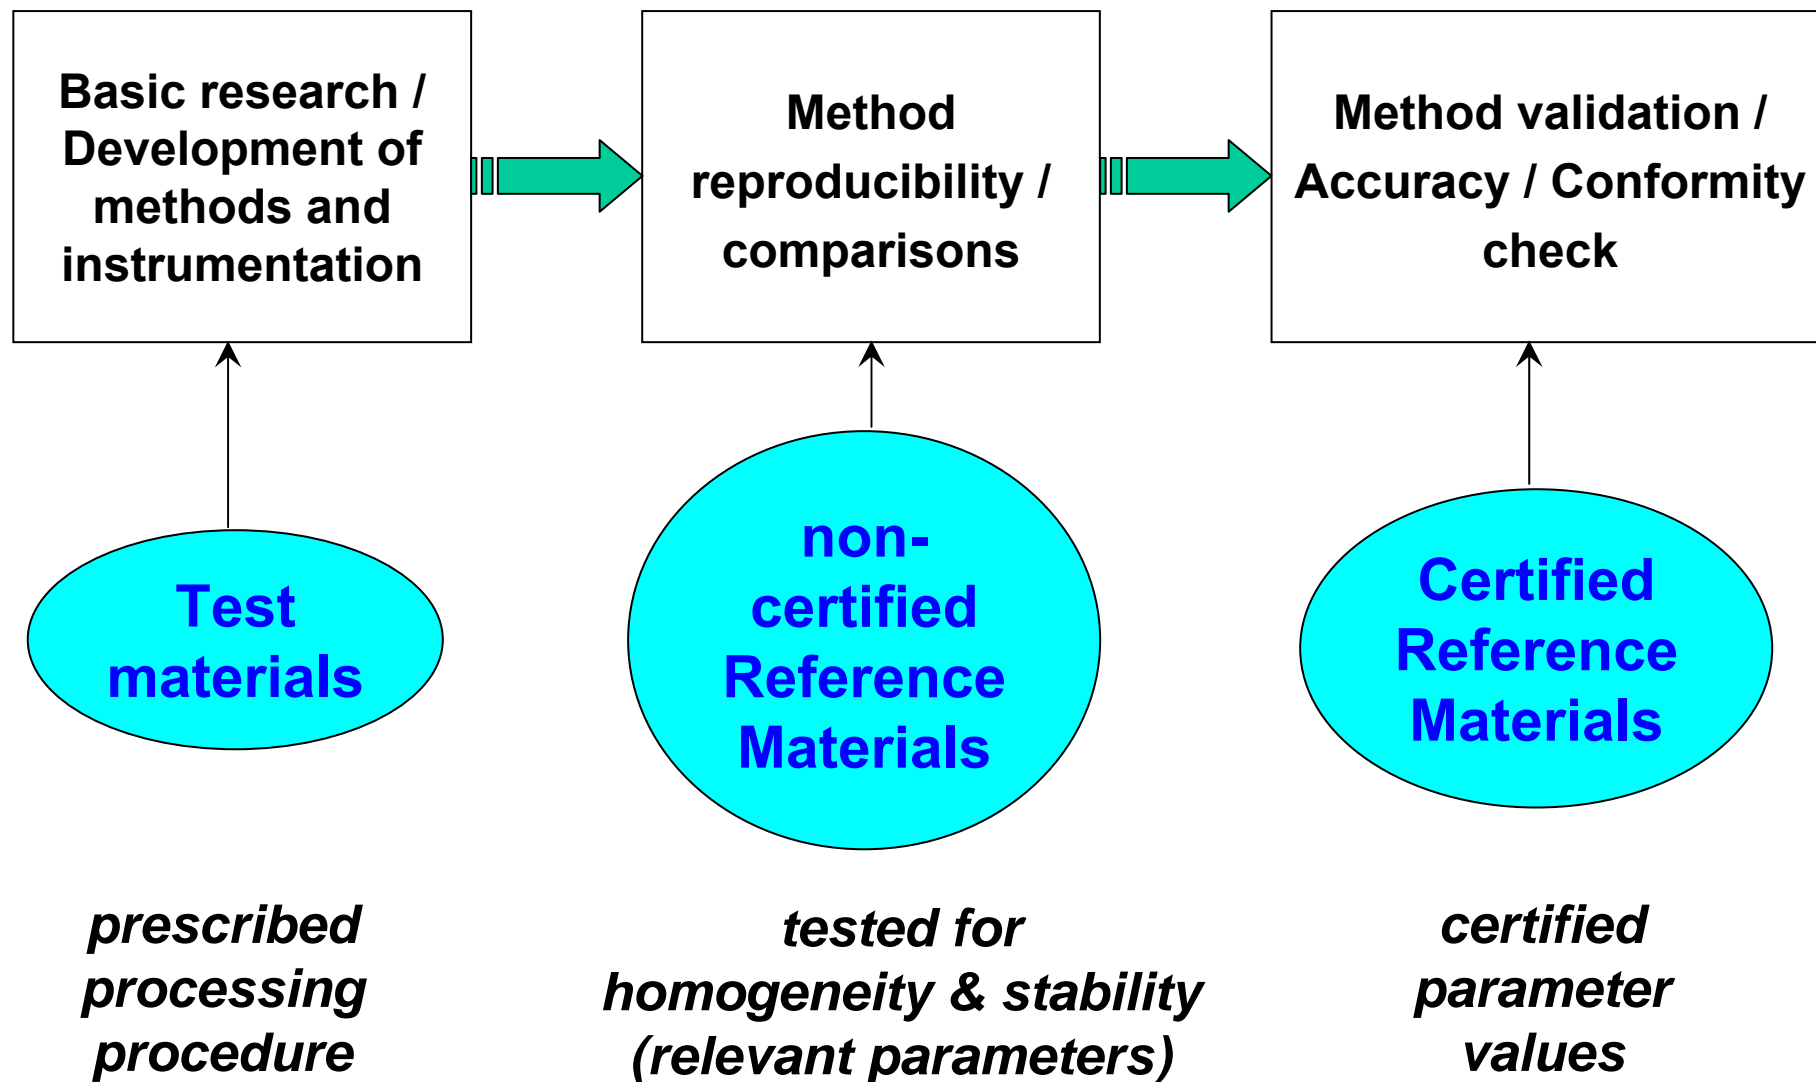 Basic research /
Development of
methods and
instrumentation
Method
reproducibility /
comparisons
Method validation /
Accuracy / Conformity
check
Test
materials
non-
certified
Reference
Materials
Certified
Reference
Materials
prescribed
processing
procedure
tested for
homogeneity & stability
(relevant parameters)
certified
parameter
values